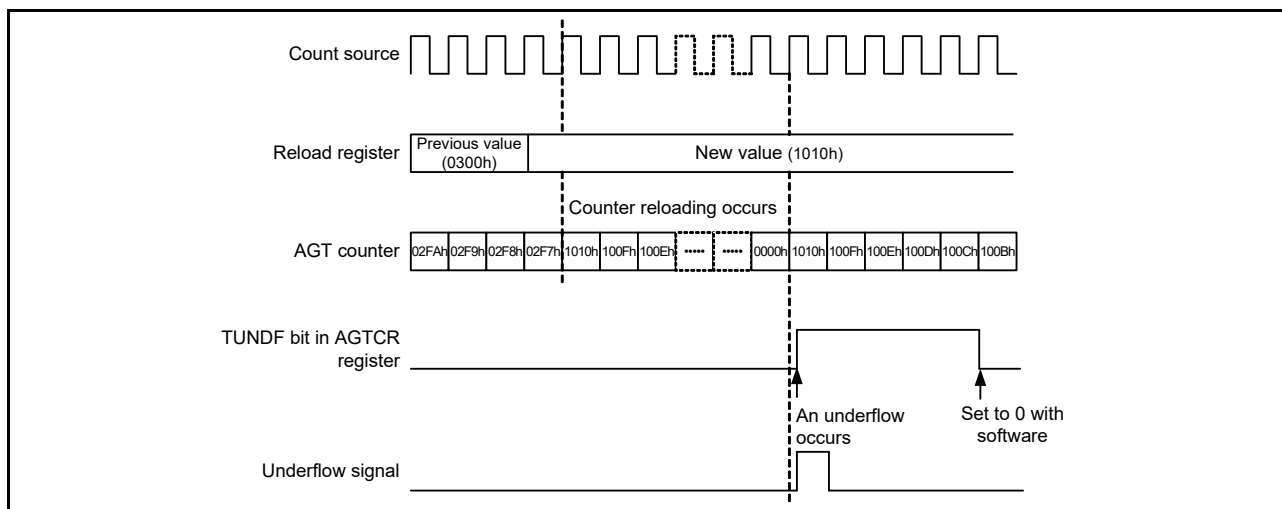 Count source
Reload register
Previous value
(0300h)
New value (1010h)
Counter reloading occurs
AGT counter
02FAh 02F9h 02F8h 02F7h 1010h 100Fh 100Eh ····· ····· 0000h 1010h 100Fh 100Eh 100Dh 100Ch 100Bh
TUNDF bit in AGTCR
register
An underflow
occurs
Set to 0 with
software
Underflow signal